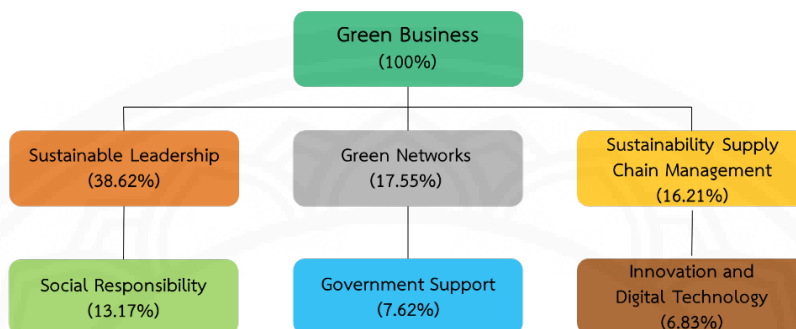 Green Business
(100%)
Sustainable Leadership
(38.62%)
Green Networks
(17.55%)
Sustainability Supply
Chain Management
(16.21%)
Social Responsibility
(13.17%)
Government Support
(7.62%)
Innovation and
Digital Technology
(6.83%)